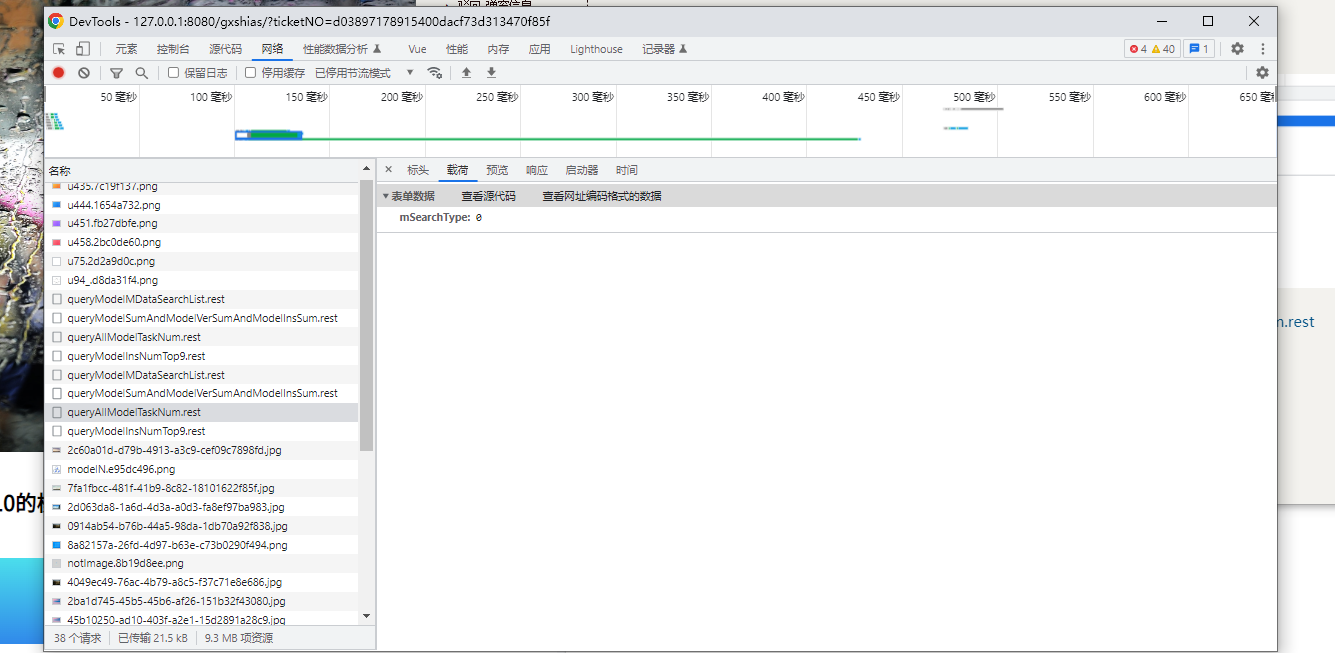 DevTools - 127.0.0.1:8080/gxshias/?ticketNO=d03897178915400dacf73d313470f85f
元素 控制台 源代码 网络 性能数据分析 Vue 性能 内存 应用 Lighthouse 记录器 4 40 1
保留日志 停用缓存 已停用节流模式
50 毫秒 100 毫秒 150 毫秒 200 毫秒 250 毫秒 300 毫秒 350 毫秒 400 毫秒 450 毫秒 500 毫秒 550 毫秒 600 毫秒 650 毫秒
名称 × 标头 载荷 预览 响应 启动器 时间
表单数据 查看源代码 查看网址编码格式的数据
mSearchType: 0
u435.7c19f137.png
u444.1654a732.png
u451.fb27dbfe.png
u458.2bc0de60.png
u75.2d2a9d0c.png
u94_.d8da31f4.png
queryModelMDataSearchList.rest
queryModelSumAndModelVerSumAndModelInsSum.rest
queryAllModelTaskNum.rest
queryModelInsNumTop9.rest
queryModelMDataSearchList.rest
queryModelSumAndModelVerSumAndModelInsSum.rest
queryAllModelTaskNum.rest
queryModelInsNumTop9.rest
2c60a01d-d79b-4913-a3c9-cef09c7898fd.jpg
modelN.e95dc496.png
7fa1fbcc-481f-41b9-8c82-18101622f85f.jpg
2d063da8-1a6d-4d3a-a0d3-fa8ef97ba983.jpg
0914ab54-b76b-44a5-98da-1db70a92f838.jpg
8a82157a-26fd-4d97-b63e-c73b0290f494.png
notImage.8b19d8ee.png
4049ec49-76ac-4b79-a8c5-f37c71e8e686.jpg
2ba1d745-45b5-45b6-af26-151b32f43080.jpg
45b10250-ad10-403f-a2e1-15d2891a28c9.jpg
38 个请求 已传输 21.5 kB 9.3 MB 项资源
m.rest
.0的